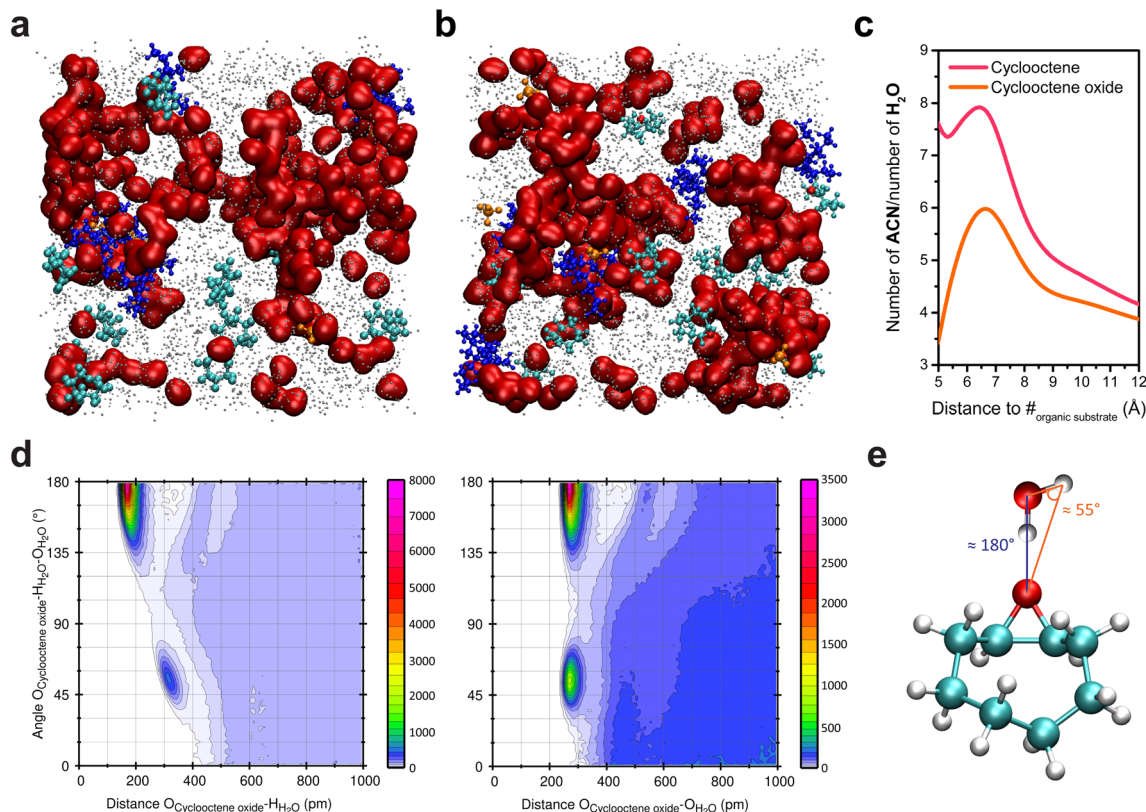 a
b
c
9
8
7
6
5
4
3
Number of ACN/number of H2O
Cyclooctene
Cyclooctene oxide
5 6 7 8 9 10 11 12
Distance to #organic substrate (Å)
d
180
135
90
45
0
Angle OCyclooctene oxide-HH2O-OH2O (°)
0 200 400 600 800 1000
Distance OCyclooctene oxide-HH2O (pm)
8000
7000
6000
5000
4000
3000
2000
1000
0
180
135
90
45
0
0 200 400 600 800 1000
Distance OCyclooctene oxide-OH2O (pm)
3500
3000
2500
2000
1500
1000
500
0
e
≈ 55°
≈ 180°